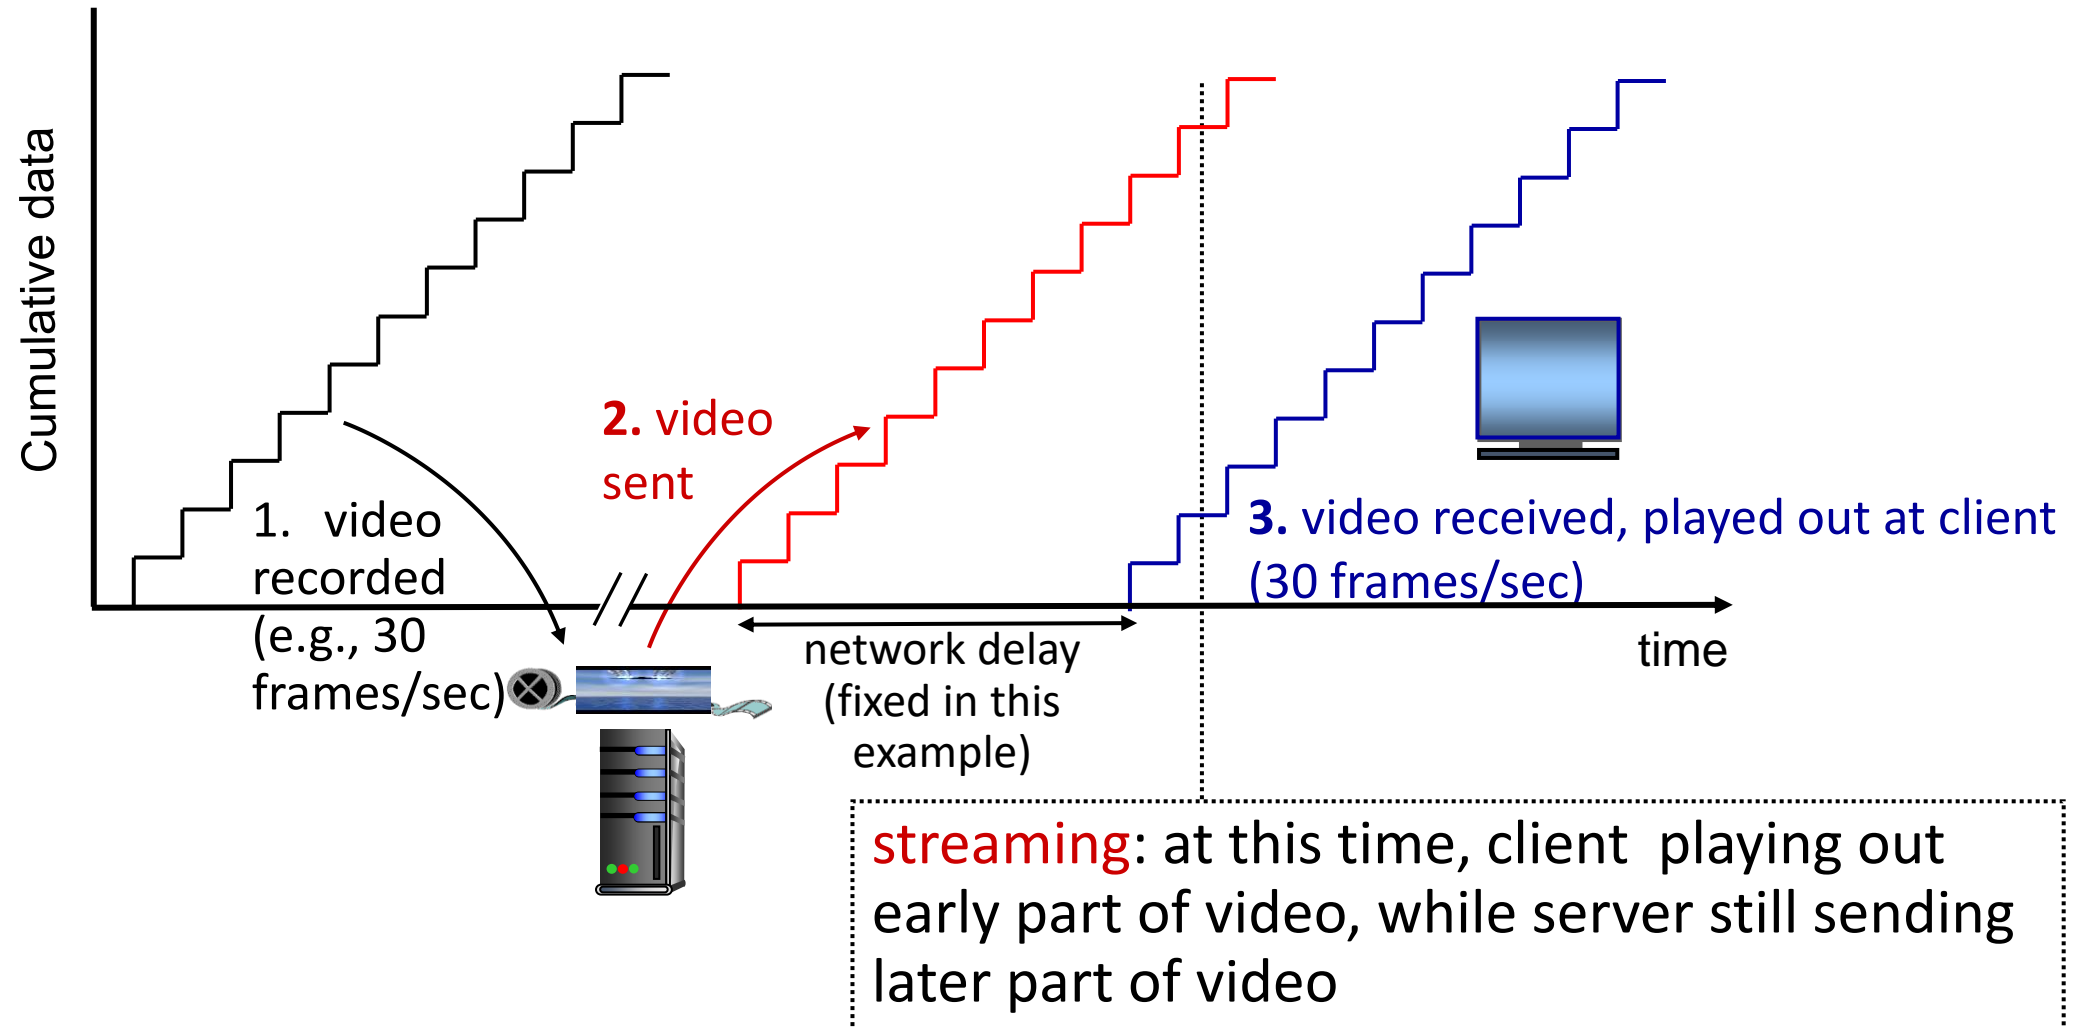 Cumulative data
1. video
recorded
(e.g., 30
frames/sec)
2. video
sent
3. video received, played out at client
(30 frames/sec)
network delay
(fixed in this
example)
time
streaming: at this time, client playing out
early part of video, while server still sending
later part of video